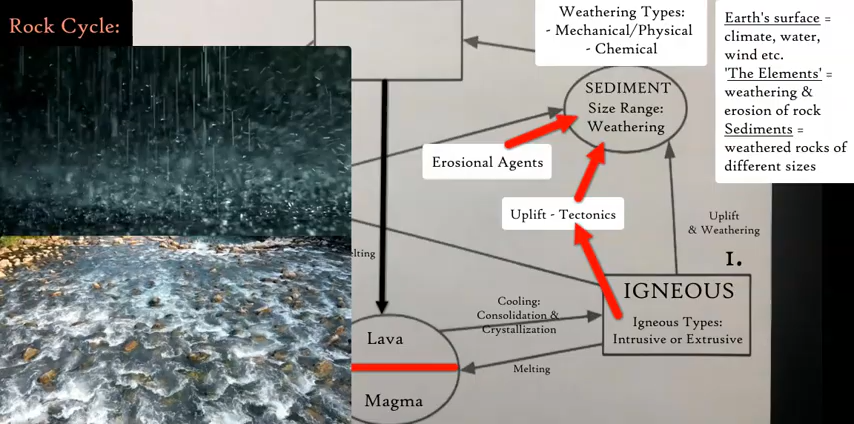 Rock Cycle:
Weathering Types:
- Mechanical/Physical
- Chemical
Earth's surface =
climate, water,
wind etc.
'The Elements' =
weathering &
erosion of rock
Sediments =
weathered rocks of
different sizes
SEDIMENT
Size Range:
Weathering
Erosional Agents
Uplift - Tectonics
Uplift
& Weathering
I.
IGNEOUS
Igneous Types:
Intrusive or Extrusive
elting
Cooling:
Consolidation &
Crystallization
Lava
Melting
Magma